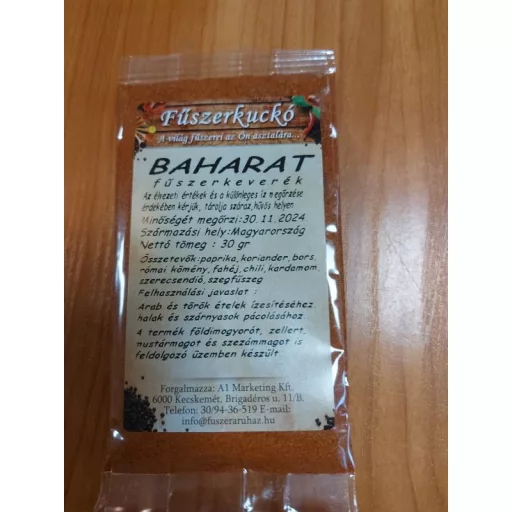 Fűszerkuckó
A világ fűszerei az Ön asztalára...
BAHARAT
fűszerkeverék
Az élvezeti értékek és a különleges íz megőrzése
érdekében kérjük, tárolja száraz, hűvös helyen.
Minőségét megőrzi:30.11.2024
Származási hely:Magyarország
Nettó tömeg : 30 gr
Összetevők:paprika,koriander,bors,
római kömény,fahéj,chili,kardamom,
szerecsendió,szegfűszeg
Felhasználási javaslat :
Arab és török ételek ízesítéséhez,
halak és szárnyasok pácolásához.
A termék földimogyorót, zellert,
mustármagot és szezámmagot is
feldolgozó üzemben készült.
Forgalmazza: A1 Marketing Kft.
6000 Kecskemét, Brigadéros u. 11/B.
Telefon: 30/94-36-519 E-mail:
info@fuszeraruhaz.hu